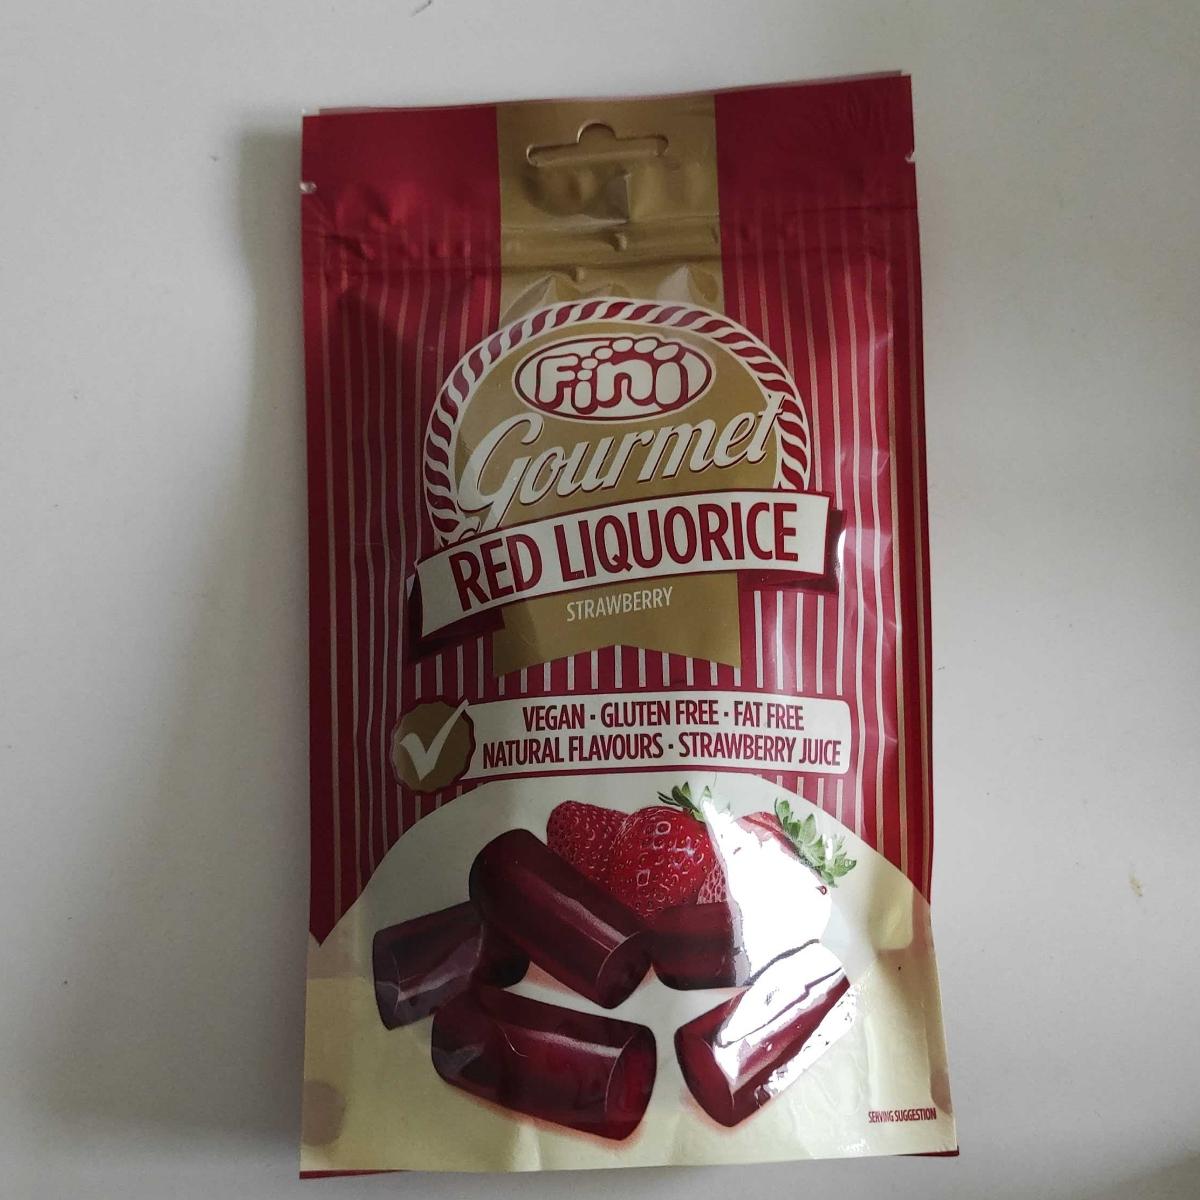 Fini
Gourmet
RED LIQUORICE
STRAWBERRY
VEGAN · GLUTEN FREE · FAT FREE
NATURAL FLAVOURS · STRAWBERRY JUICE
SERVING SUGGESTION